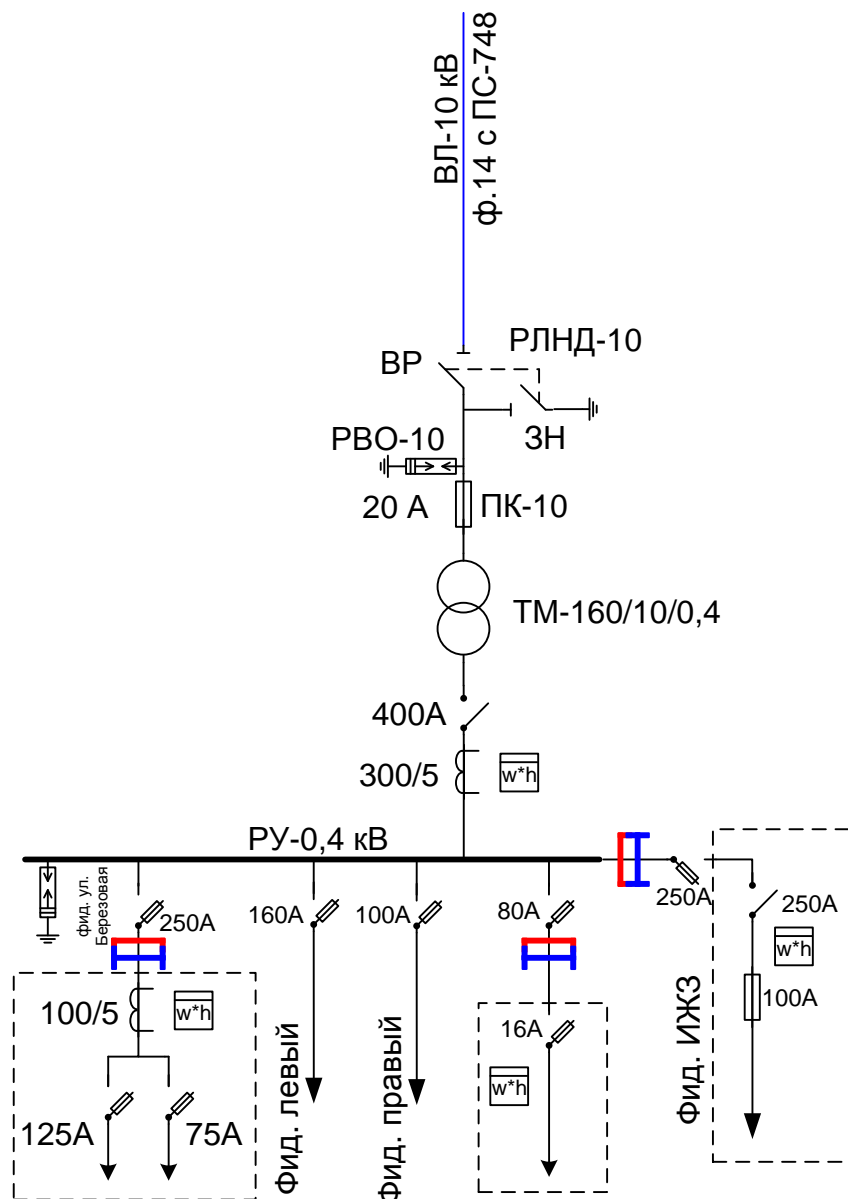 ВЛ-10 кВ
ф.14 с ПС-748
РЛНД-10
ВР
ЗН
РВО-10
20 А
ПК-10
ТМ-160/10/0,4
400А
300/5
w*h
РУ-0,4 кВ
фид. ул.
Березовая
250А
160А
100А
80А
250А
250А
w*h
100А
100/5
w*h
16А
w*h
125А
75А
Фид. левый
Фид. правый
Фид. ИЖЗ